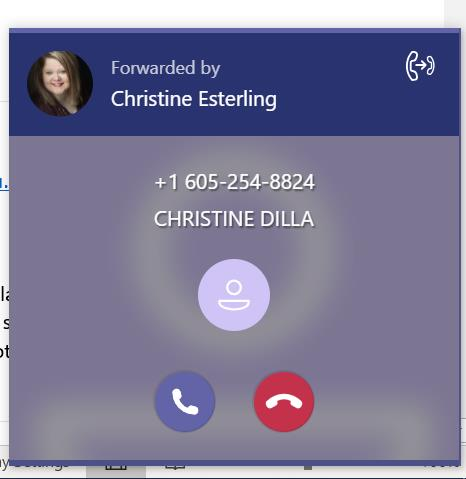 Forwarded by
Christine Esterling
+1 605-254-8824
CHRISTINE DILLA